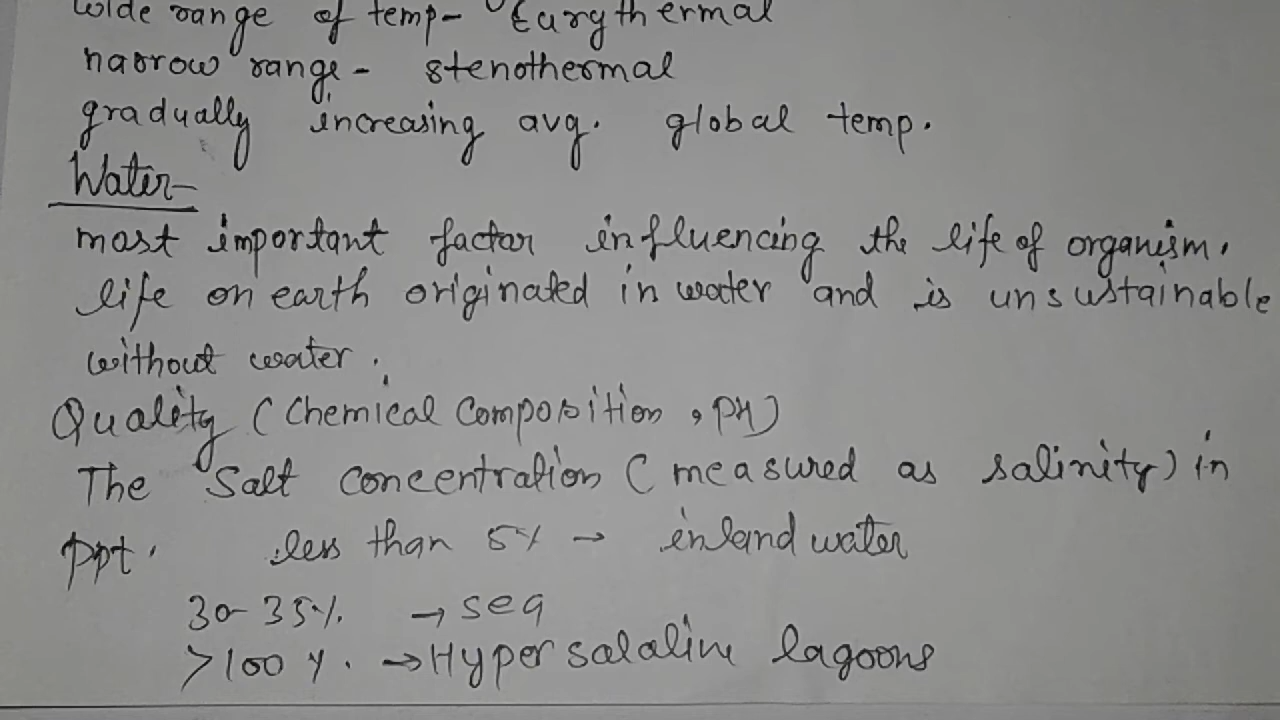 wide range of temp- Eurythermal
narrow range - stenothermal
gradually increasing avg. global temp.
Water-
most important factor influencing the life of organism.
life on earth originated in water and is unsustainable
without water.
Quality (Chemical Composition, PH)
The Salt Concentration (measured as salinity) in
ppt. less than 5% → inland water
30-35% → sea
>100%. → Hyper salaline lagoons